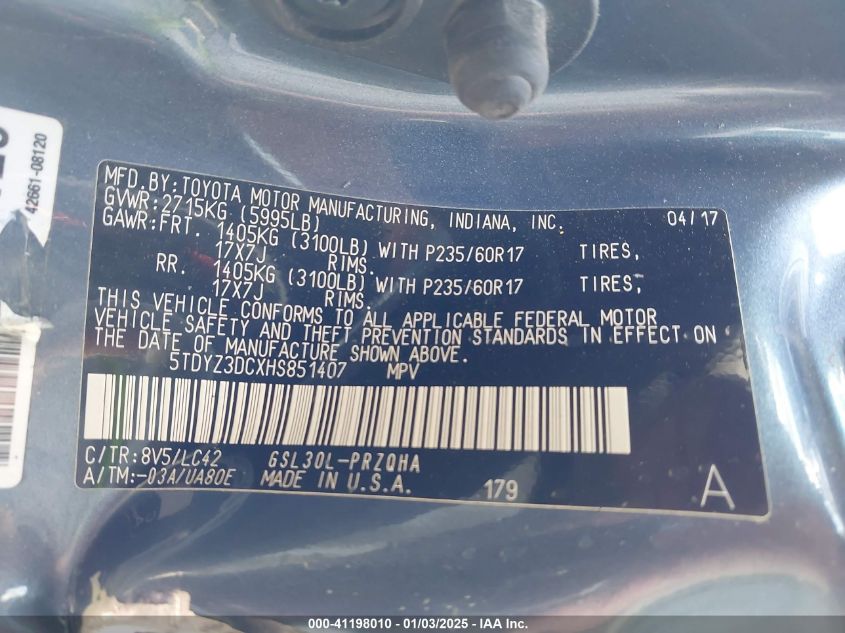 42661-08120
MFD. BY: TOYOTA MOTOR MANUFACTURING, INDIANA, INC. 04/17
GVWR: 2715KG (5995LB)
GAWR: FRT. 1405KG (3100LB) WITH P235/60R17 TIRES,
17X7J RIMS.
RR. 1405KG (3100LB) WITH P235/60R17 TIRES,
17X7J RIMS.
THIS VEHICLE CONFORMS TO ALL APPLICABLE FEDERAL MOTOR
VEHICLE SAFETY AND THEFT PREVENTION STANDARDS IN EFFECT ON
THE DATE OF MANUFACTURE SHOWN ABOVE.
5TDYZ3DCXHS851407 MPV
C/TR: 8V5/LC42 GSL30L-PRZQHA
A/TM: -03A/UA80E MADE IN U.S.A. 179 A
000-41198010 - 01/03/2025 - IAA Inc.